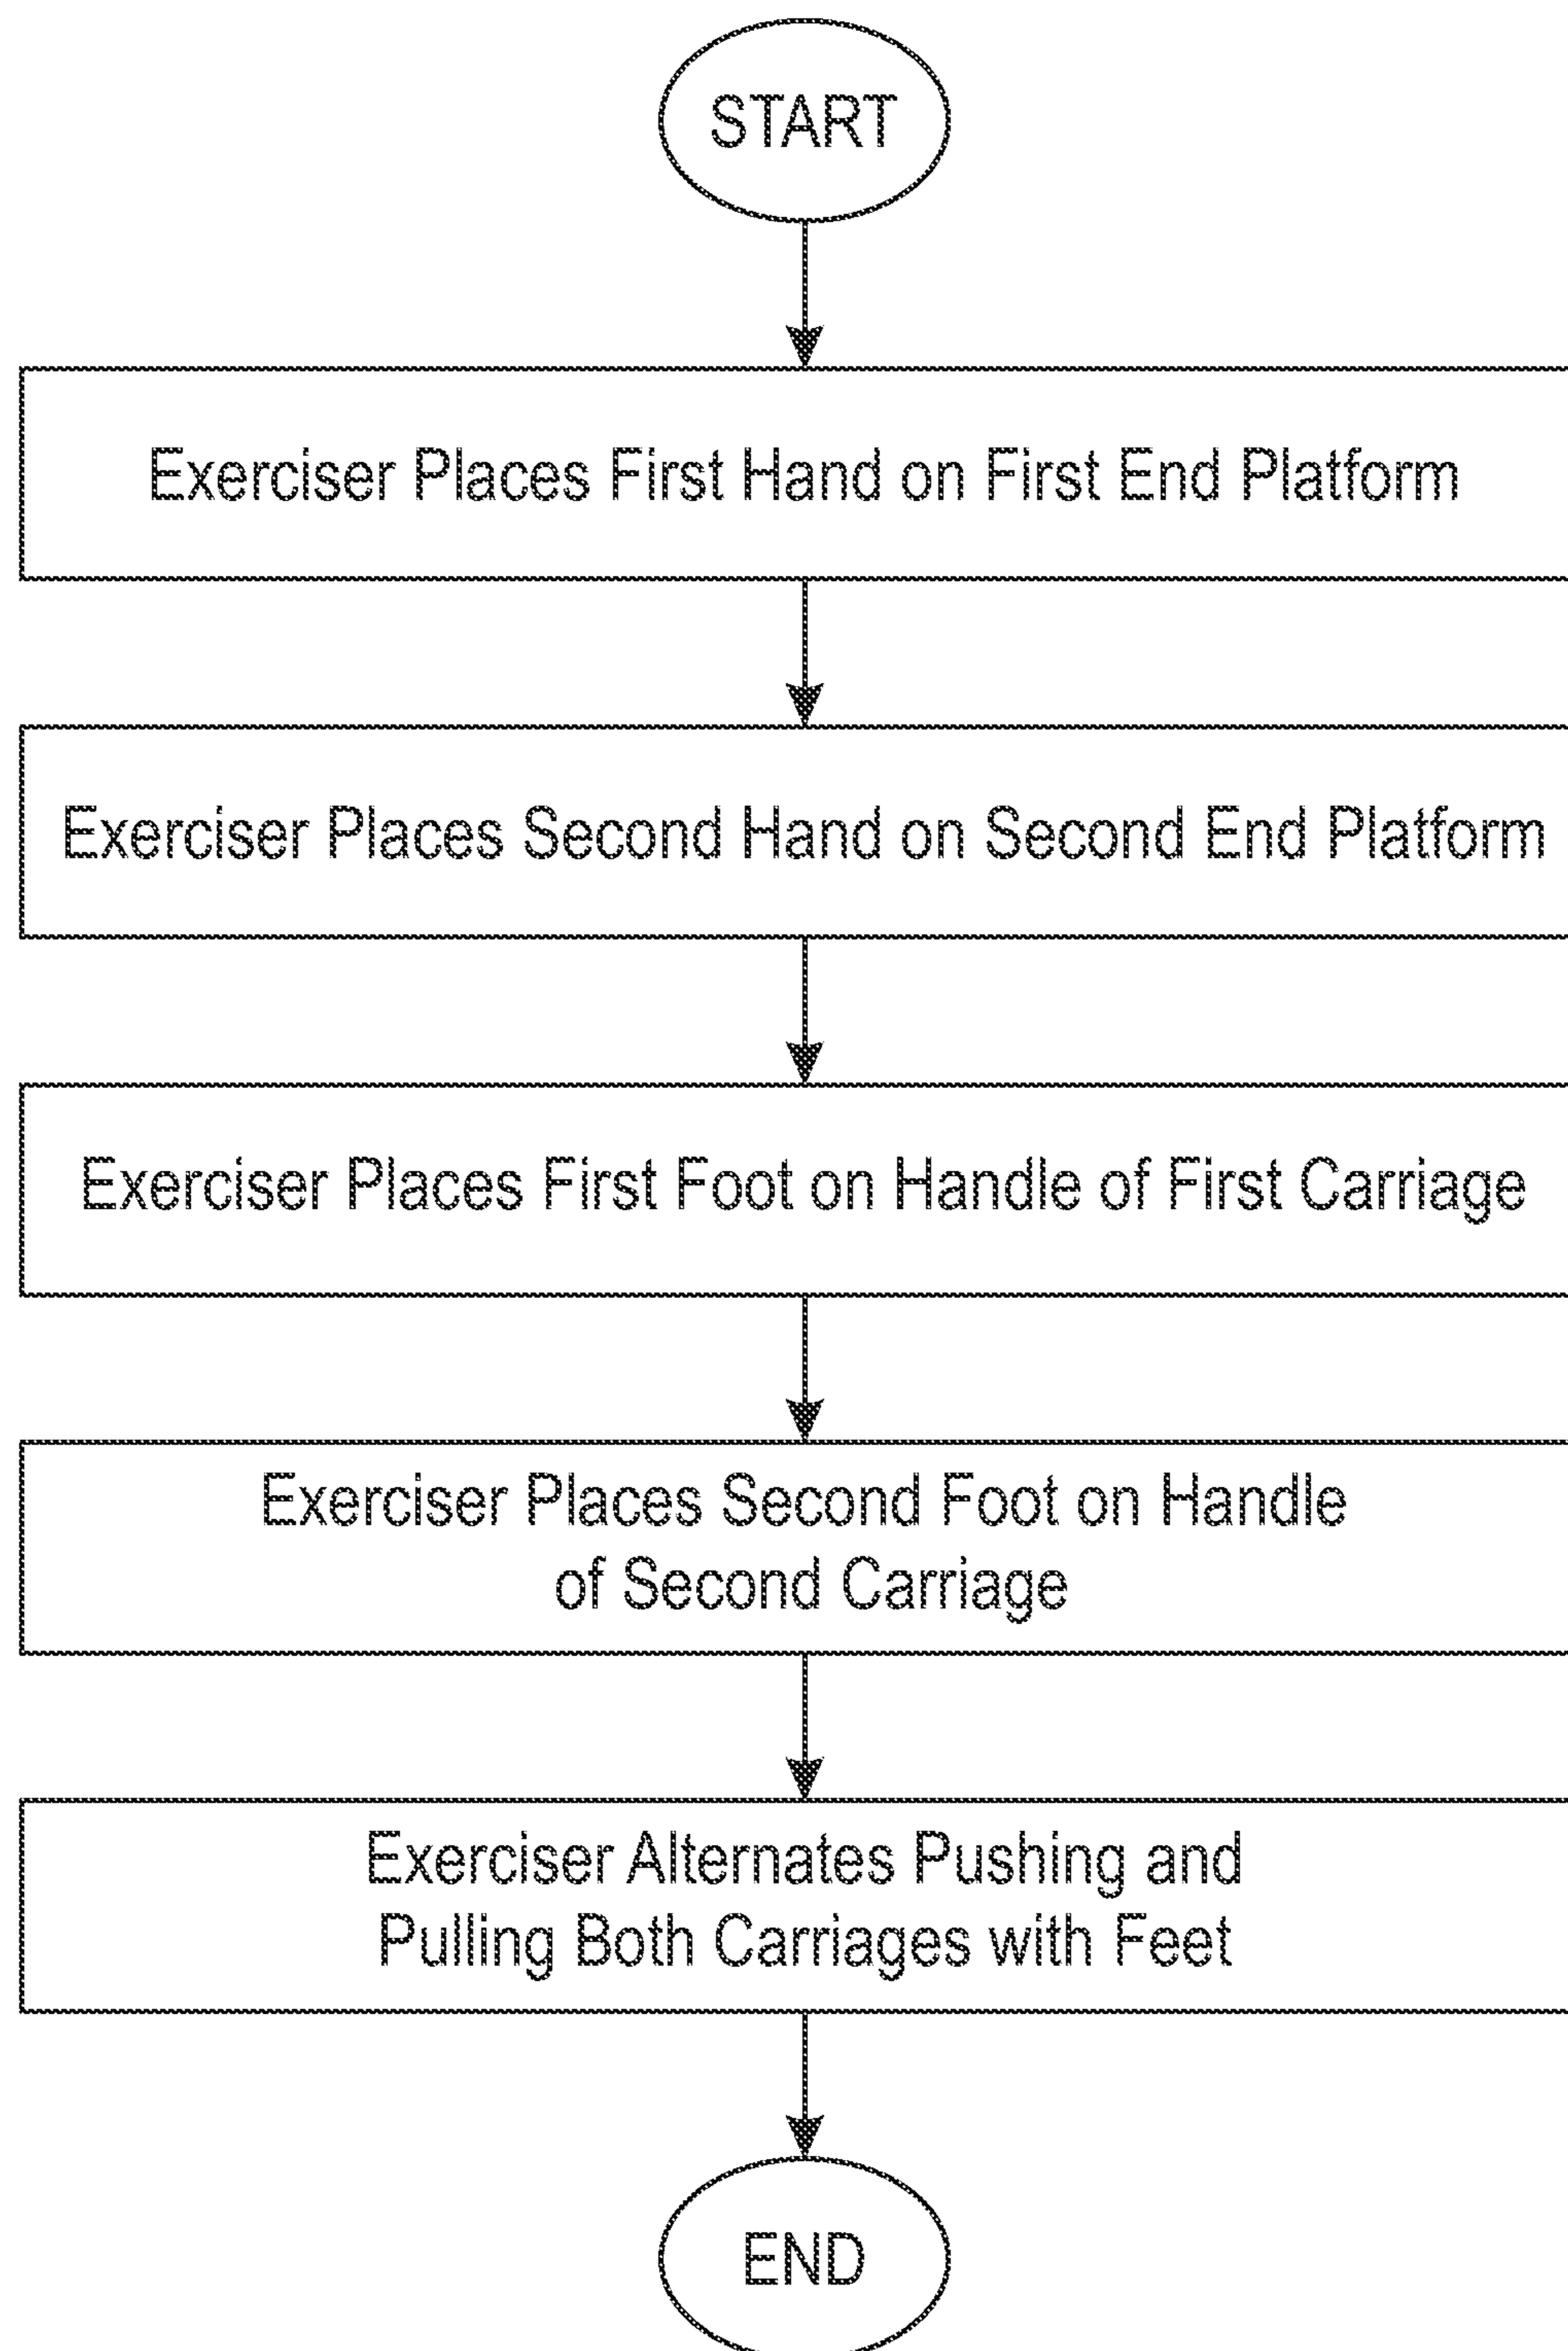 START
Exerciser Places First Hand on First End Platform
Exerciser Places Second Hand on Second End Platform
Exerciser Places First Foot on Handle of First Carriage
Exerciser Places Second Foot on Handle
of Second Carriage
Exerciser Alternates Pushing and
Pulling Both Carriages with Feet
END